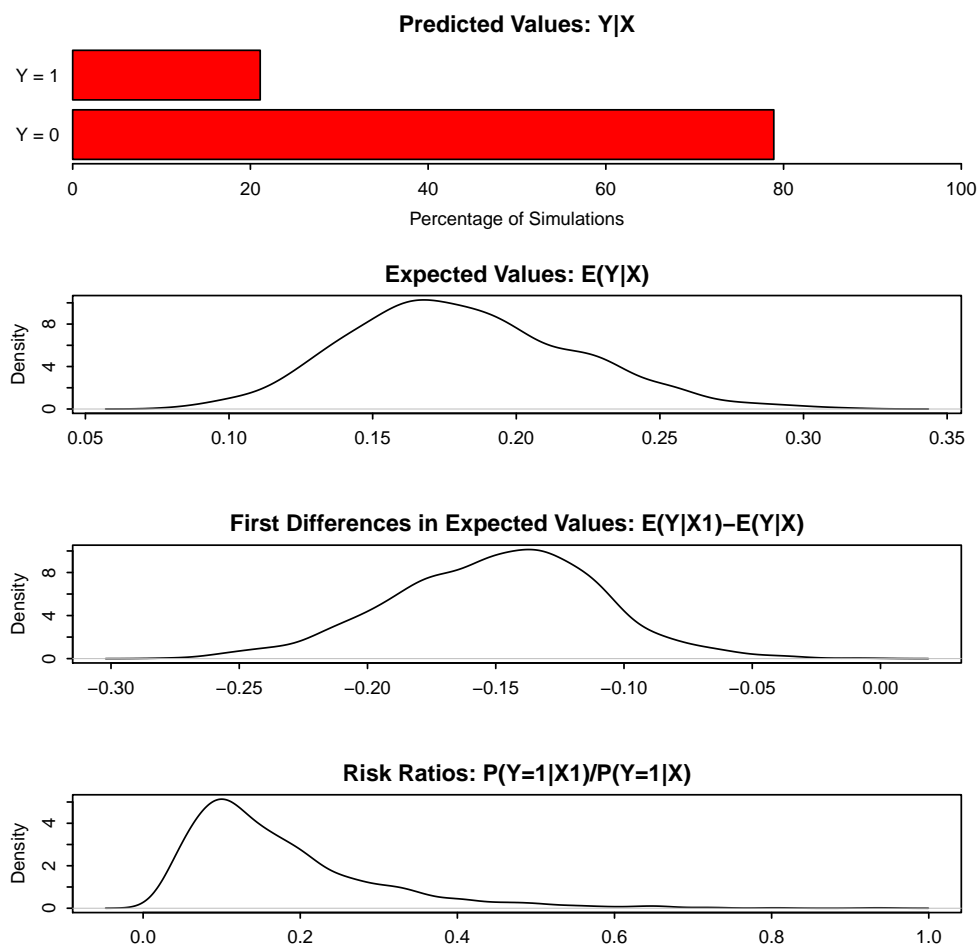 Predicted Values: Y|X
Y = 1
Y = 0
0 20 40 60 80 100
Percentage of Simulations
Expected Values: E(Y|X)
Density
0 4 8
0.05 0.10 0.15 0.20 0.25 0.30 0.35
First Differences in Expected Values: E(Y|X1)−E(Y|X)
Density
0 4 8
−0.30 −0.25 −0.20 −0.15 −0.10 −0.05 0.00
Risk Ratios: P(Y=1|X1)/P(Y=1|X)
Density
0 2 4
0.0 0.2 0.4 0.6 0.8 1.0